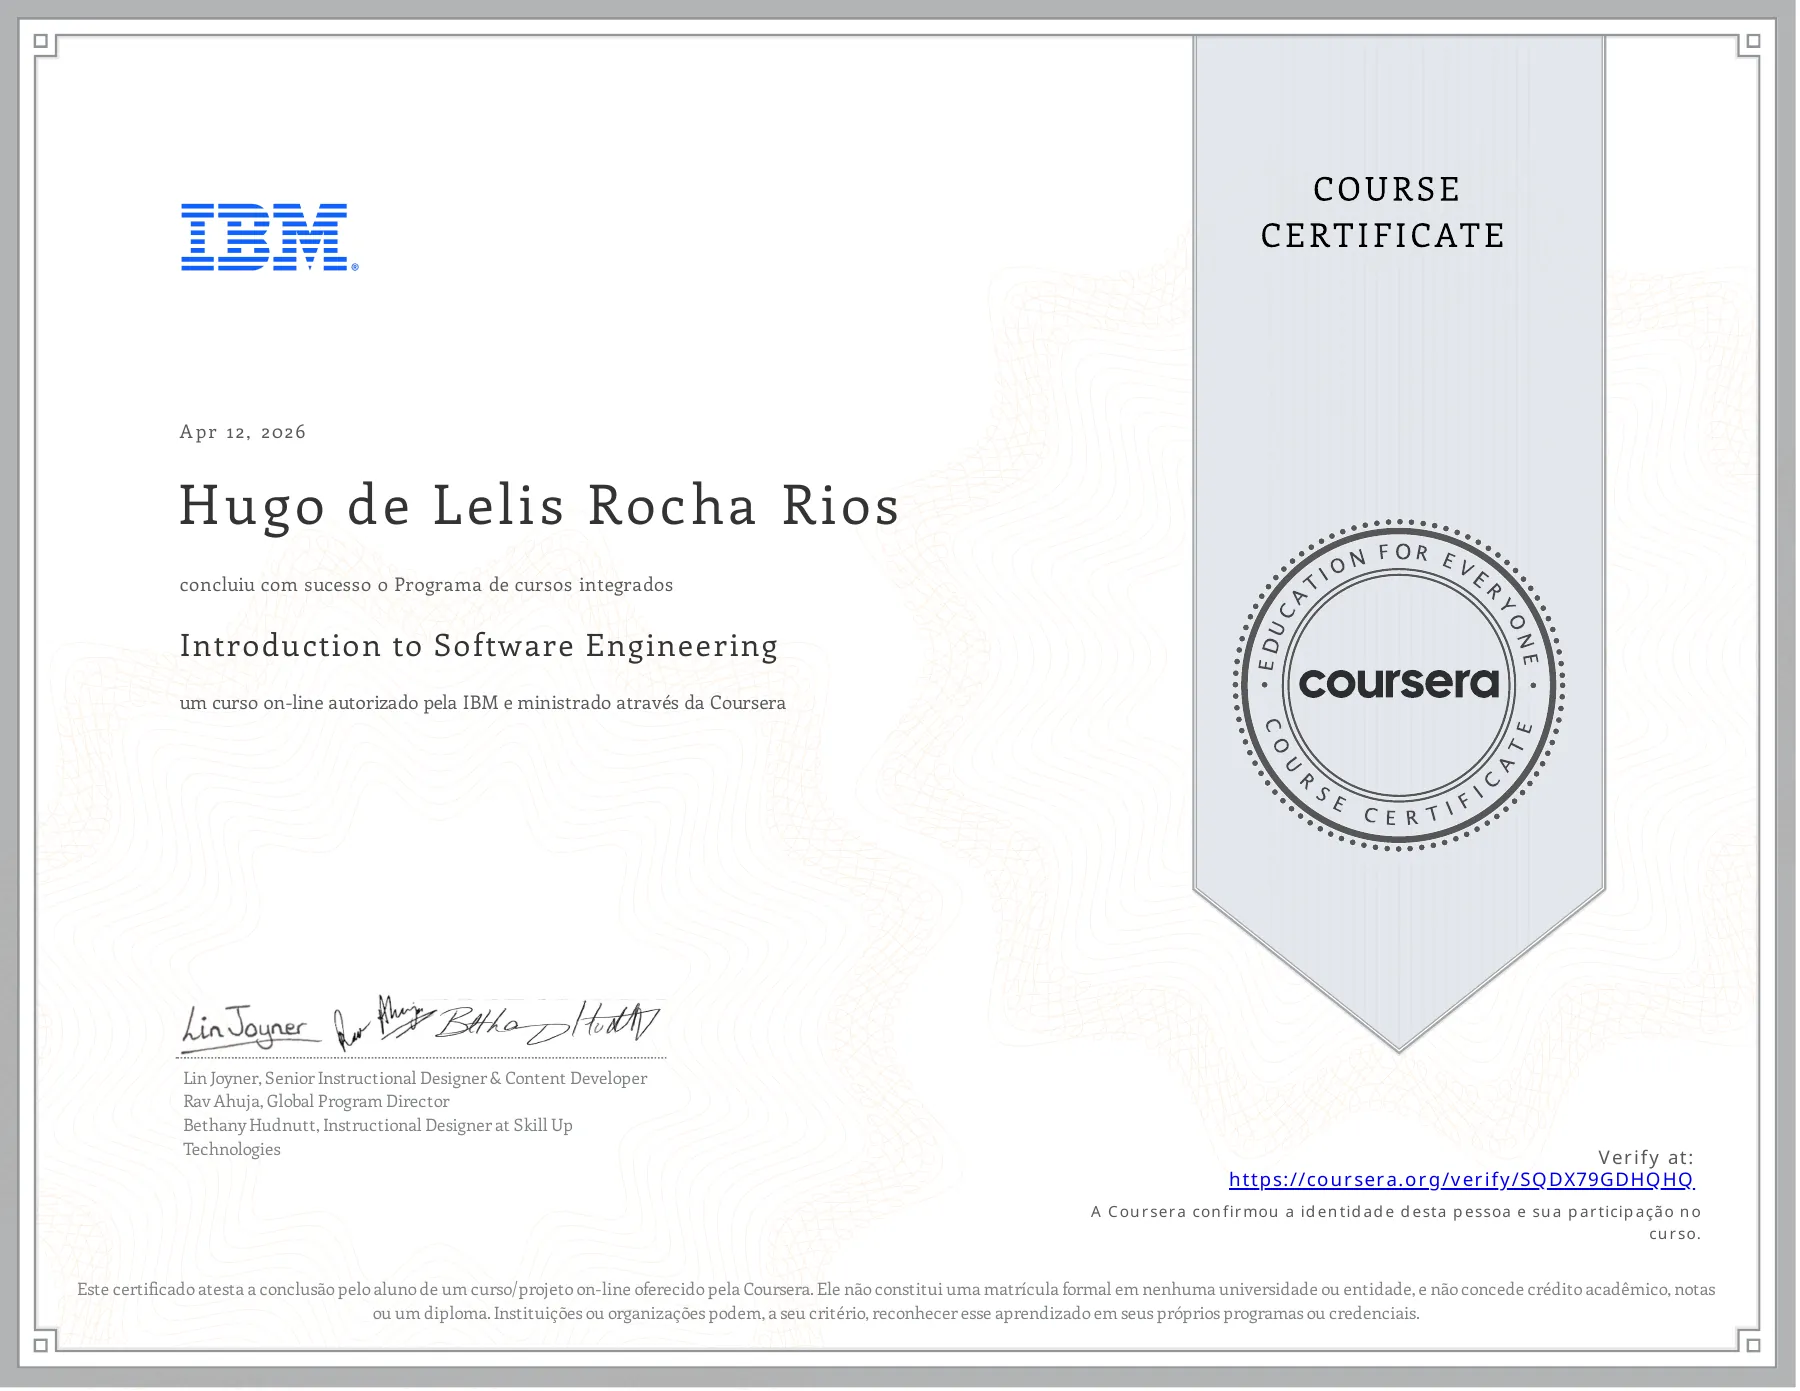 COURSE
CERTIFICATE
IBM®
Apr 12, 2026
Hugo de Lelis Rocha Rios
concluiu com sucesso o Programa de cursos integrados
Introduction to Software Engineering
um curso on-line autorizado pela IBM e ministrado através da Coursera
EDUCATION FOR EVERYONE
coursera
COURSE CERTIFICATE
Lin Joyner Rav Ahuja Bethany Hudnutt
Lin Joyner, Senior Instructional Designer & Content Developer
Rav Ahuja, Global Program Director
Bethany Hudnutt, Instructional Designer at Skill Up
Technologies
Verify at:
https://coursera.org/verify/SQDX79GDHQHQ
A Coursera confirmou a identidade desta pessoa e sua participação no
curso.
Este certificado atesta a conclusão pelo aluno de um curso/projeto on-line oferecido pela Coursera. Ele não constitui uma matrícula formal em nenhuma universidade ou entidade, e não concede crédito acadêmico, notas
ou um diploma. Instituições ou organizações podem, a seu critério, reconhecer esse aprendizado em seus próprios programas ou credenciais.